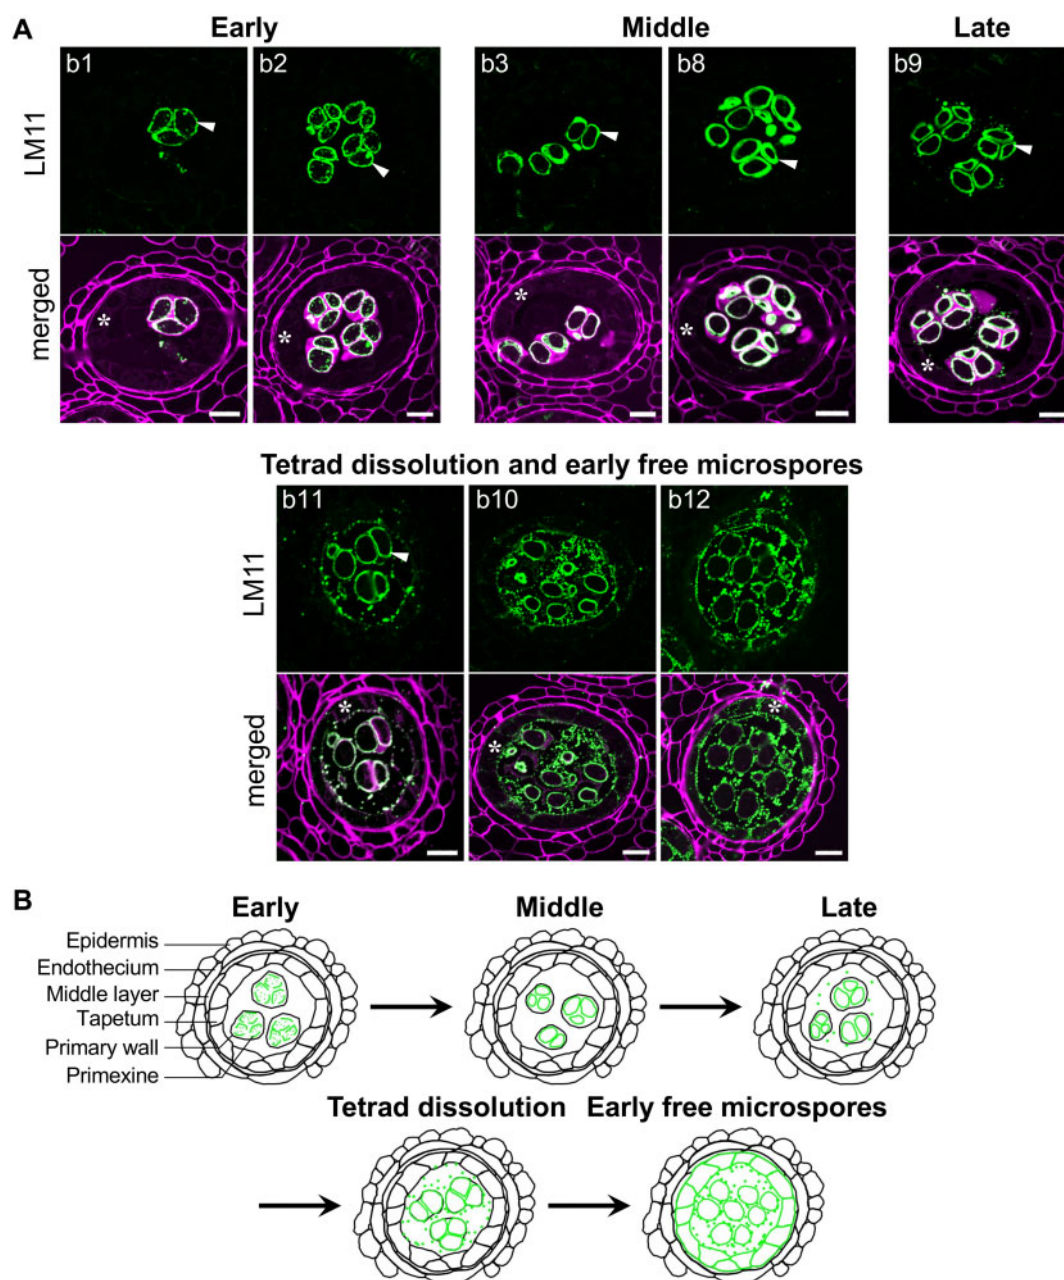 A
Early Middle Late
b1 b2 b3 b8 b9
LM11
merged
*
*
*
*
*
Tetrad dissolution and early free microspores
b11 b10 b12
LM11
merged
*
*
*
B
Early Middle Late
Epidermis
Endothecium
Middle layer
Tapetum
Primary wall
Primexine
Tetrad dissolution Early free microspores